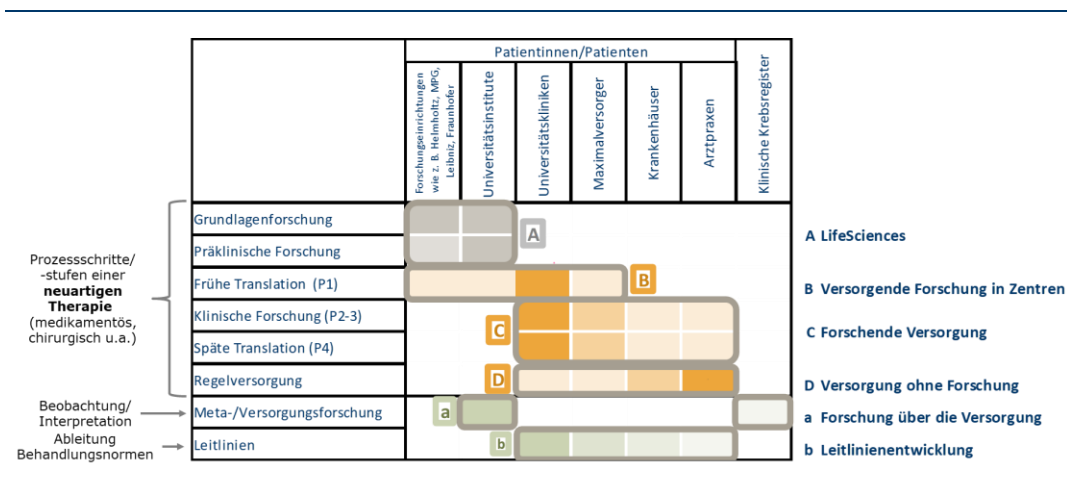 Patientinnen/Patienten
Forschungseinrichtungen
wie z. B. Helmholtz, MPG,
Leibniz, Fraunhofer
Universitätsinstitute
Universitätskliniken
Maximalversorger
Krankenhäuser
Arztpraxen
Klinische Krebsregister
Prozessschritte/
-stufen einer
neuartigen
Therapie
(medikamentös,
chirurgisch u.a.)
Grundlagenforschung
A
A LifeSciences
Präklinische Forschung
Frühe Translation (P1)
B
B Versorgende Forschung in Zentren
Klinische Forschung (P2-3)
C
C Forschende Versorgung
Späte Translation (P4)
Regelversorgung
D
D Versorgung ohne Forschung
Beobachtung/
Interpretation
Meta-/Versorgungsforschung
a
a Forschung über die Versorgung
Ableitung
Behandlungsnormen
Leitlinien
b
b Leitlinienentwicklung